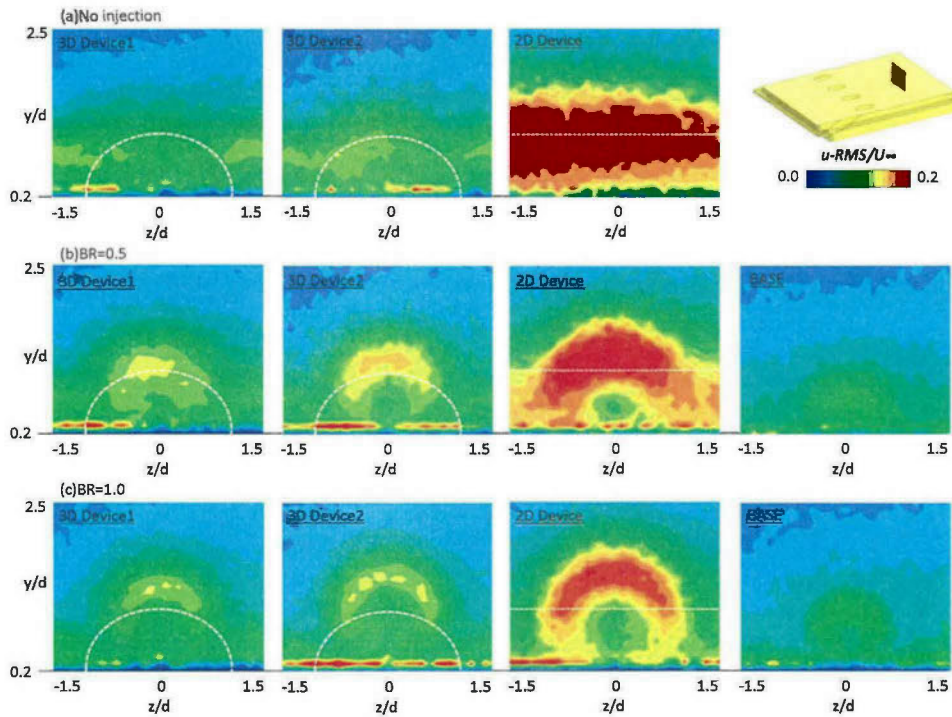 (a)No injection
2.5
3D Device1
3D Device2
2D Device
y/d
u-RMS/U∞
0.0
0.2
0.2
-1.5
0
1.5
-1.5
0
1.5
-1.5
0
1.5
z/d
z/d
z/d
(b)BR=0.5
2.5
3D Device1
3D Device2
2D Device
BASE
y/d
0.2
-1.5
0
1.5
-1.5
0
1.5
-1.5
0
1.5
-1.5
0
1.5
z/d
z/d
z/d
z/d
(c)BR=1.0
2.5
3D Device1
3D Device2
2D Device
BASE
y/d
0.2
-1.5
0
1.5
-1.5
0
1.5
-1.5
0
1.5
-1.5
0
1.5
z/d
z/d
z/d
z/d